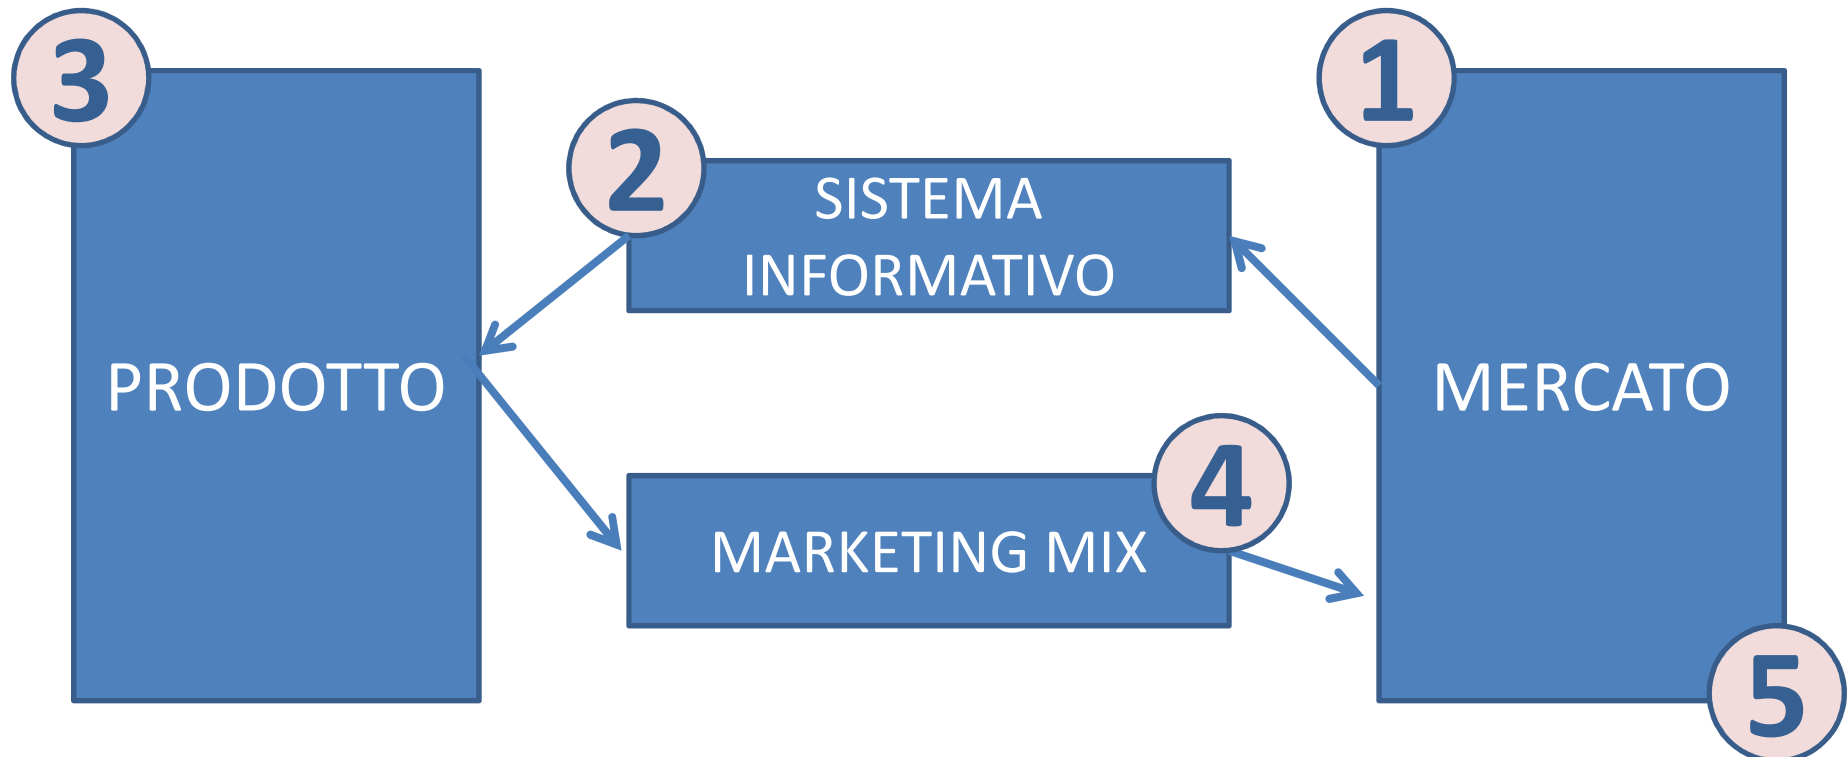 3
1
2
SISTEMA
INFORMATIVO
PRODOTTO
MERCATO
4
MARKETING MIX
5